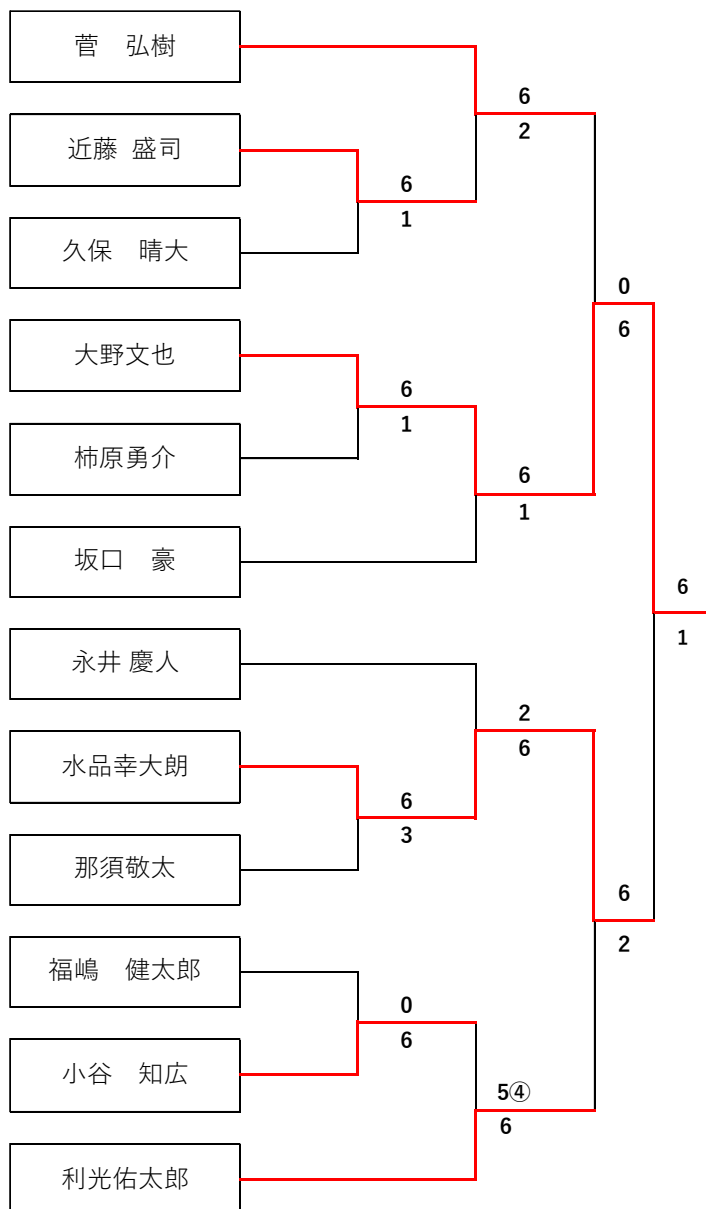 菅　弘樹
6
近藤 盛司
2
6
1
久保　晴大
0
6
大野文也
6
1
柿原勇介
6
1
坂口　豪
6
1
永井 慶人
2
6
水品幸大朗
6
3
那須敬太
6
2
福嶋　健太郎
0
6
小谷　知広
5④
6
利光佑太郎